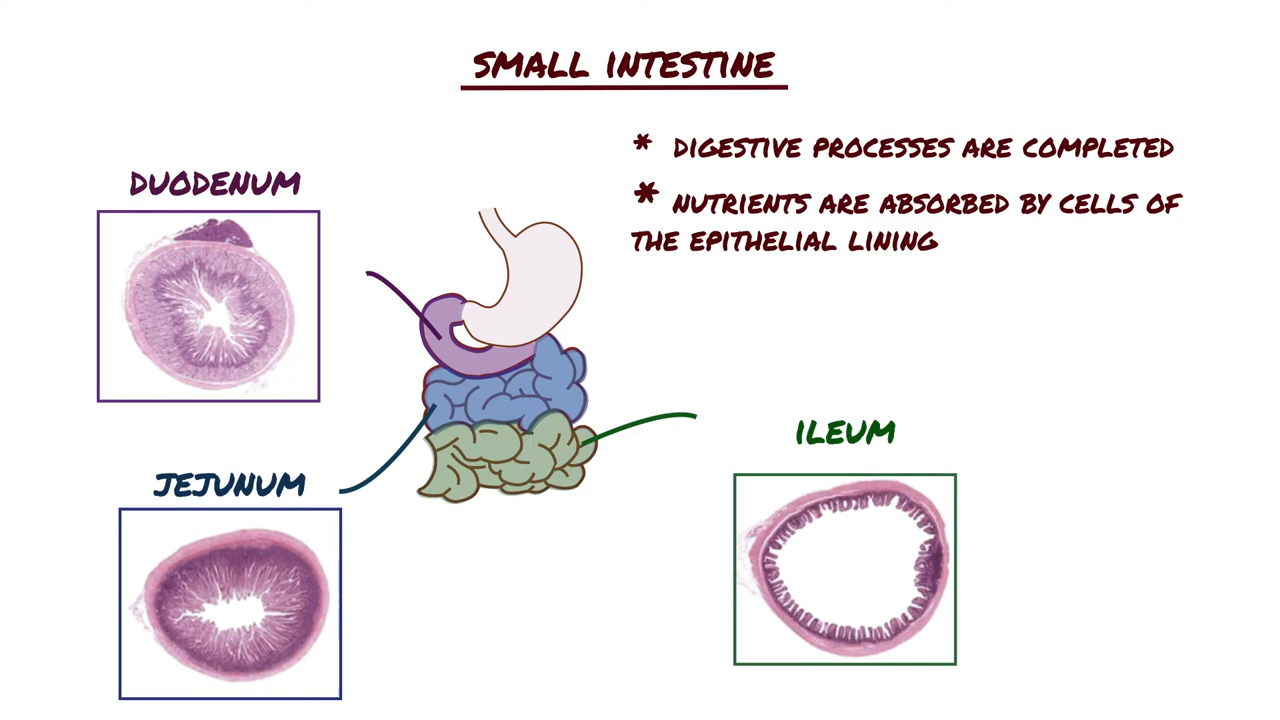 SMALL INTESTINE
* DIGESTIVE PROCESSES ARE COMPLETED
* NUTRIENTS ARE ABSORBED BY CELLS OF
THE EPITHELIAL LINING
DUODENUM
JEJUNUM
ILEUM